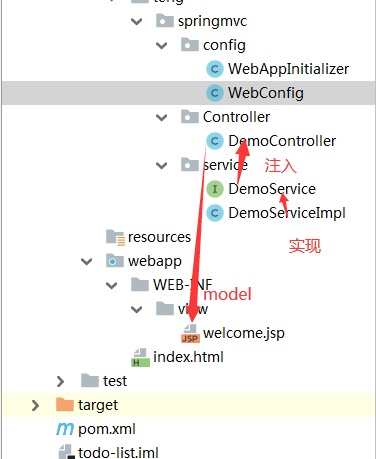 teng
springmvc
config
WebAppInitializer
WebConfig
Controller
DemoController
service
注入
DemoService
DemoServiceImpl
实现
resources
webapp
WEB-INF
model
view
JSP
welcome.jsp
H
index.html
test
target
m
pom.xml
todo-list.iml